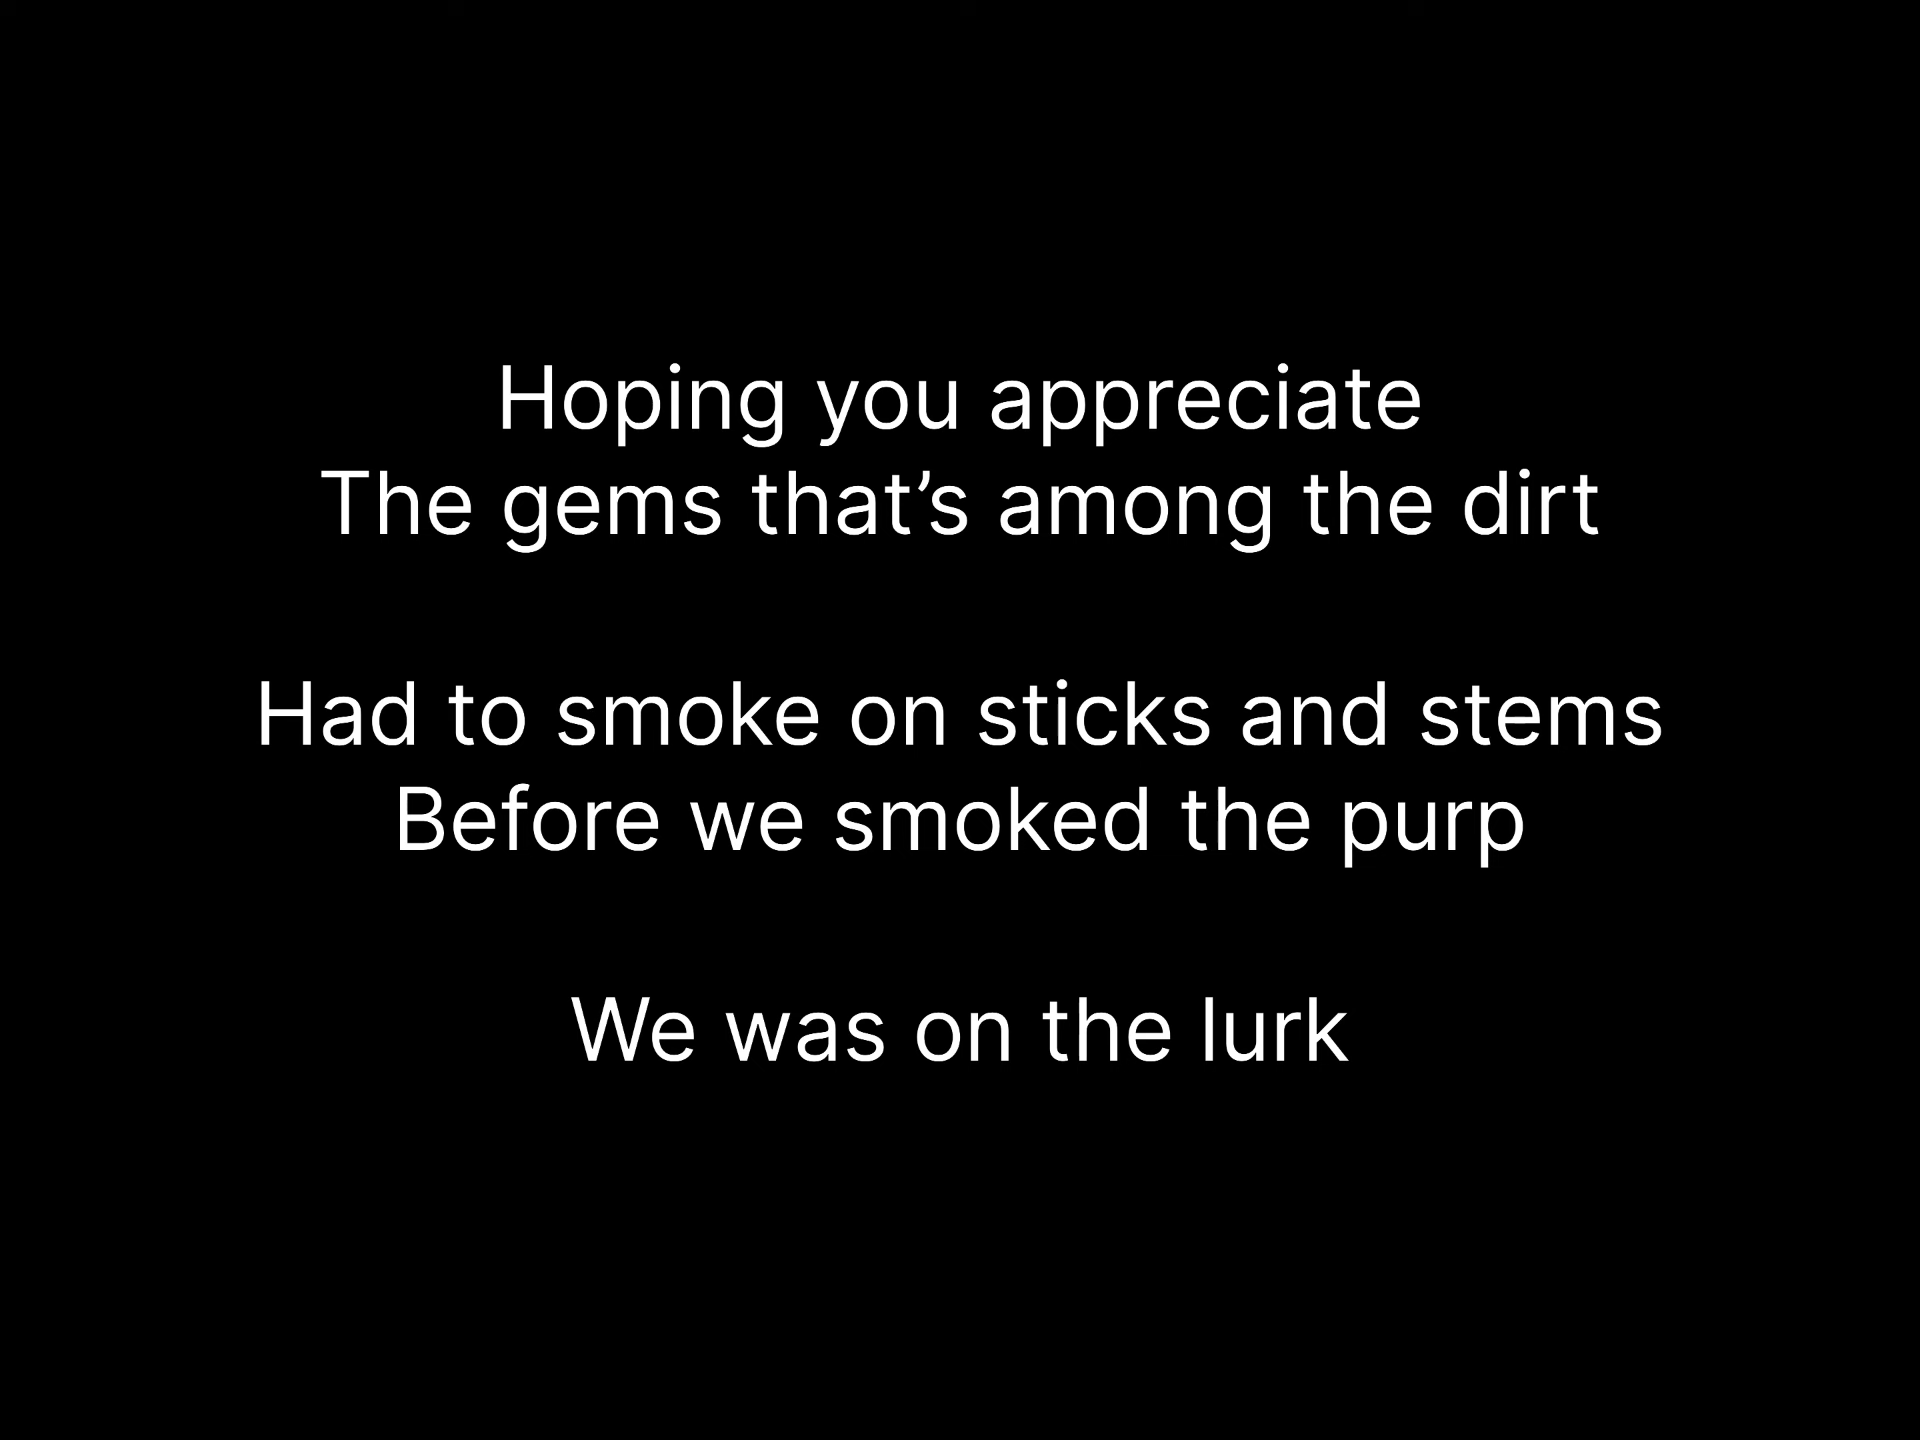 Hoping you appreciate
The gems that’s among the dirt
Had to smoke on sticks and stems
Before we smoked the purp
We was on the lurk